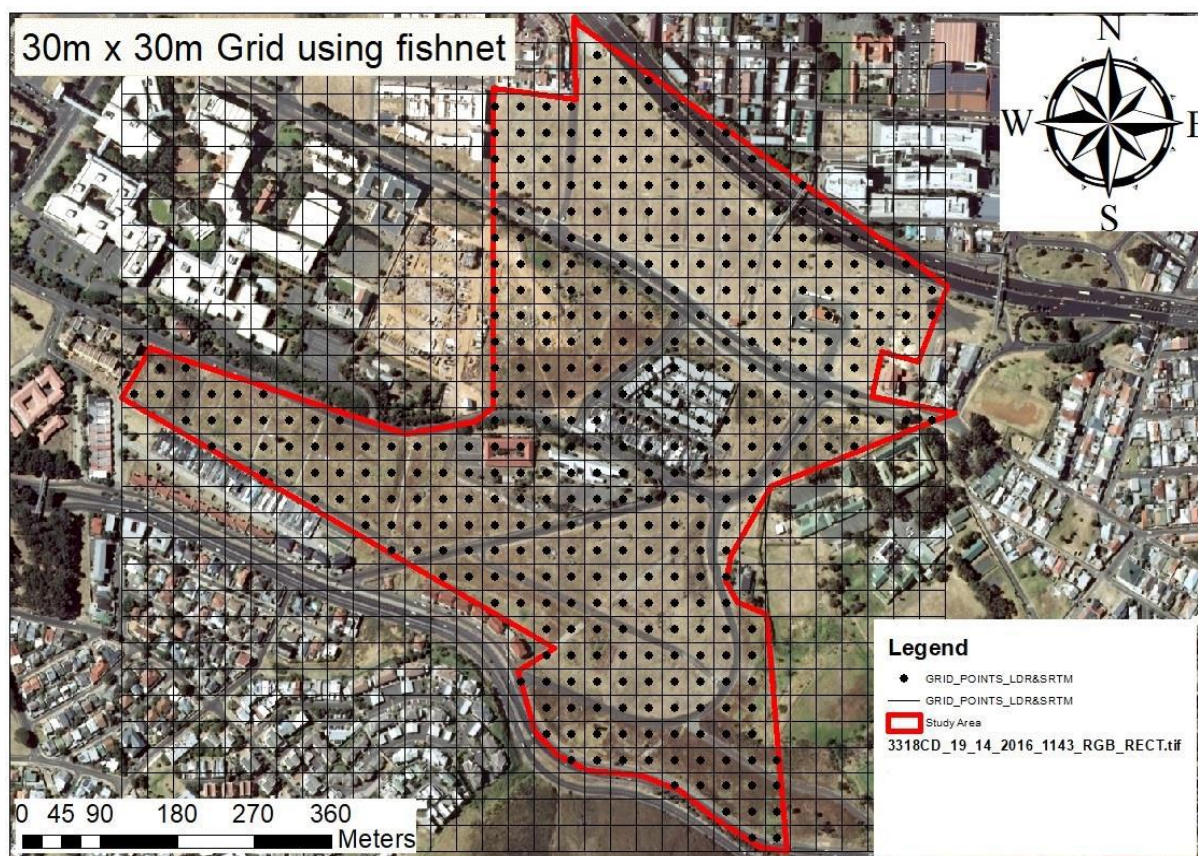 30m x 30m Grid using fishnet
N
W E
S
Legend
GRID_POINTS_LDR&SRTM
GRID_POINTS_LDR&SRTM
Study Area
3318CD_19_14_2016_1143_RGB_RECT.tif
0 45 90 180 270 360
Meters